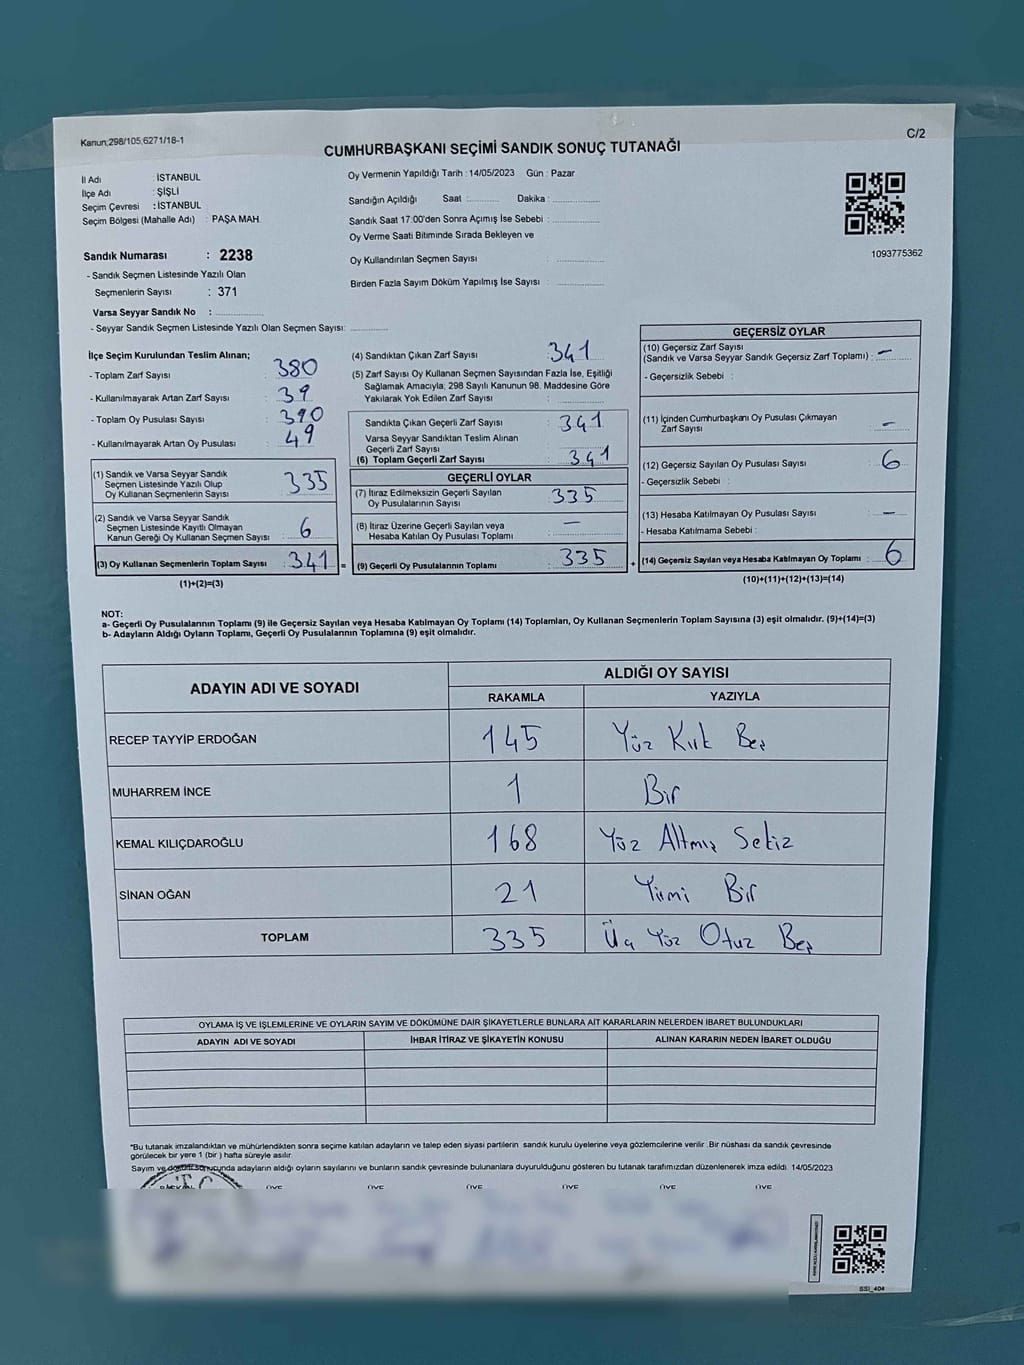 Kanun;298/105;6271/18-1
C/2
CUMHURBAŞKANI SEÇİMİ SANDIK SONUÇ TUTANAĞI
İl Adı : İSTANBUL
İlçe Adı : ŞİŞLİ
Seçim Çevresi : İSTANBUL
Seçim Bölgesi (Mahalle Adı) : PAŞA MAH.
Sandık Numarası : 2238
- Sandık Seçmen Listesinde Yazılı Olan
Seçmenlerin Sayısı : 371
Varsa Seyyar Sandık No :
- Seyyar Sandık Seçmen Listesinde Yazılı Olan Seçmen Sayısı:
Oy Vermenin Yapıldığı Tarih : 14/05/2023 Gün : Pazar
Sandığın Açıldığı Saat : Dakika :
Sandık Saat 17:00'den Sonra Açımış İse Sebebi :
Oy Verme Saati Bitiminde Sırada Bekleyen ve
Oy Kullandırılan Seçmen Sayısı :
Birden Fazla Sayım Döküm Yapılmış İse Sayısı :
1093775362
İlçe Seçim Kurulundan Teslim Alınan;
- Toplam Zarf Sayısı : 380
- Kullanılmayarak Artan Zarf Sayısı : 39
- Toplam Oy Pusulası Sayısı : 390
- Kullanılmayarak Artan Oy Pusulası : 49
(1) Sandık ve Varsa Seyyar Sandık
Seçmen Listesinde Yazılı Olup
Oy Kullanan Seçmenlerin Sayısı : 335
(2) Sandık ve Varsa Seyyar Sandık
Seçmen Listesinde Kayıtlı Olmayan
Kanun Gereği Oy Kullanan Seçmen Sayısı : 6
(3) Oy Kullanan Seçmenlerin Toplam Sayısı : 341 =
(1)+(2)=(3)
(4) Sandıktan Çıkan Zarf Sayısı : 341
(5) Zarf Sayısı Oy Kullanan Seçmen Sayısından Fazla İse, Eşitliği
Sağlamak Amacıyla, 298 Sayılı Kanunun 98. Maddesine Göre
Yakılarak Yok Edilen Zarf Sayısı :
Sandıkta Çıkan Geçerli Zarf Sayısı : 341
Varsa Seyyar Sandıktan Teslim Alınan
Geçerli Zarf Sayısı :
(6) Toplam Geçerli Zarf Sayısı : 341
GEÇERLİ OYLAR
(7) İtiraz Edilmeksizin Geçerli Sayılan
Oy Pusulalarının Sayısı : 335
(8) İtiraz Üzerine Geçerli Sayılan veya
Hesaba Katılan Oy Pusulası Toplamı : —
(9) Geçerli Oy Pusulalarının Toplamı : 335 +
GEÇERSİZ OYLAR
(10) Geçersiz Zarf Sayısı
(Sandık ve Varsa Seyyar Sandık Geçersiz Zarf Toplamı) : —
- Geçersizlik Sebebi :
(11) İçinden Cumhurbaşkanı Oy Pusulası Çıkmayan
Zarf Sayısı : —
(12) Geçersiz Sayılan Oy Pusulası Sayısı : 6
- Geçersizlik Sebebi :
(13) Hesaba Katılmayan Oy Pusulası Sayısı : —
- Hesaba Katılmama Sebebi :
(14) Geçersiz Sayılan veya Hesaba Katılmayan Oy Toplamı : 6
(10)+(11)+(12)+(13)=(14)
NOT:
a- Geçerli Oy Pusulalarının Toplamı (9) ile Geçersiz Sayılan veya Hesaba Katılmayan Oy Toplamı (14) Toplamları, Oy Kullanan Seçmenlerin Toplam Sayısına (3) eşit olmalıdır. (9)+(14)=(3)
b- Adayların Aldığı Oyların Toplamı, Geçerli Oy Pusulalarının Toplamına (9) eşit olmalıdır.
ADAYIN ADI VE SOYADI
ALDIĞI OY SAYISI
RAKAMLA YAZIYLA
RECEP TAYYİP ERDOĞAN 145 Yüz Kırk Beş
MUHARREM İNCE 1 Bir
KEMAL KILIÇDAROĞLU 168 Yüz Altmış Sekiz
SİNAN OĞAN 21 Yirmi Bir
TOPLAM 335 Üç Yüz Otuz Beş
OYLAMA İŞ VE İŞLEMLERİNE VE OYLARIN SAYIM VE DÖKÜMÜNE DAİR ŞİKAYETLERLE BUNLARA AİT KARARLARIN NELERDEN İBARET BULUNDUKLARI
ADAYIN ADI VE SOYADI İHBAR İTİRAZ VE ŞİKAYETİN KONUSU ALINAN KARARIN NEDEN İBARET OLDUĞU
*Bu tutanak imzalandıktan ve mühürlendikten sonra seçime katılan adayların ve talep eden siyasi partilerin sandık kurulu üyelerine veya gözlemcilerine verilir .Bir nüshası da sandık çevresinde
görülecek bir yere 1 (bir ) hafta süreyle asılır.
Sayım ve döküm sonucunda adayların aldığı oyların sayılarını ve bunların sandık çevresinde bulunanlara duyurulduğunu gösteren bu tutanak tarafımızdan düzenlenerek imza edildi. 14/05/2023
T.C.
BAŞKAN ÜYE ÜYE ÜYE ÜYE ÜYE ÜYE
SSI_404